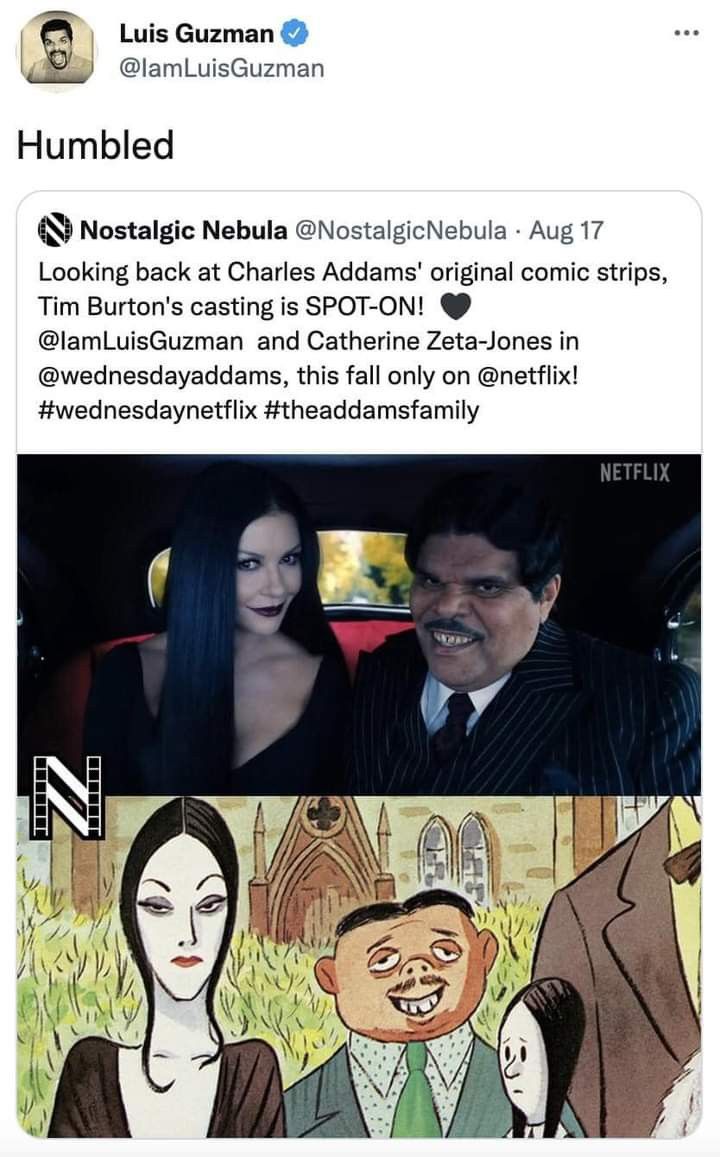 Luis Guzman
@IamLuisGuzman
Humbled
Nostalgic Nebula @NostalgicNebula · Aug 17
Looking back at Charles Addams' original comic strips,
Tim Burton's casting is SPOT-ON! 🖤
@IamLuisGuzman and Catherine Zeta-Jones in
@wednesdayaddams, this fall only on @netflix!
#wednesdaynetflix #theaddamsfamily
NETFLIX
N